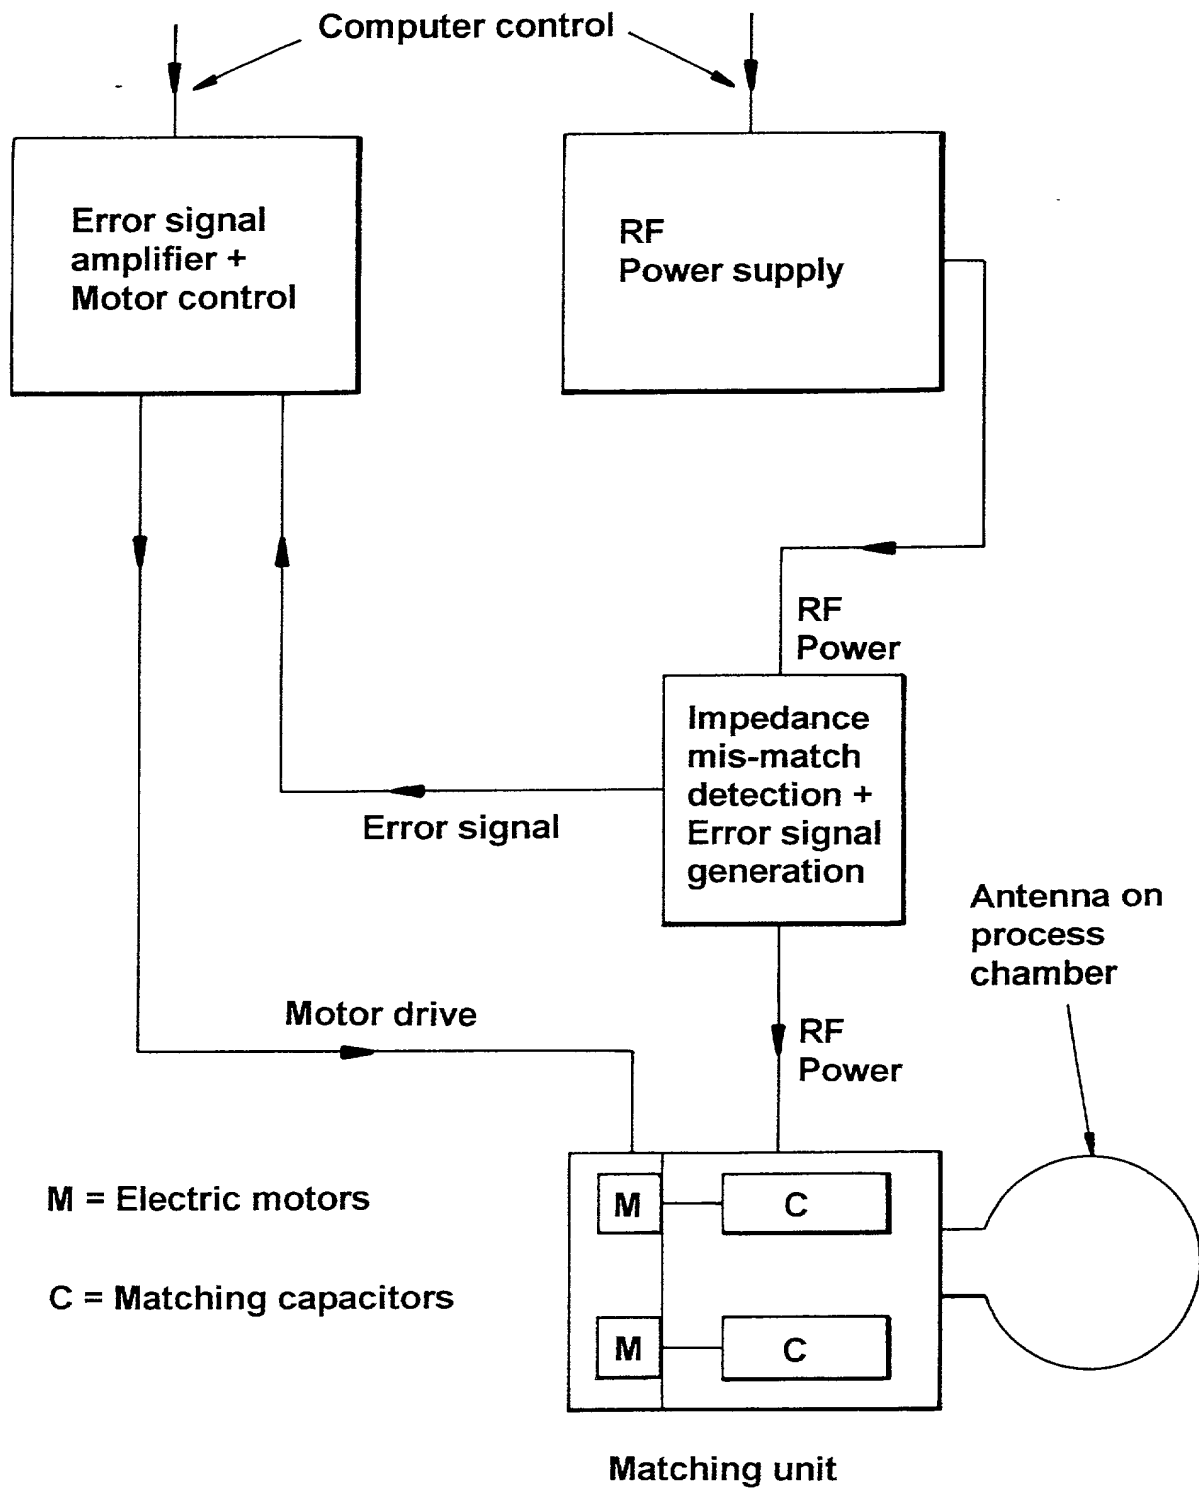 Computer control
Error signal
amplifier +
Motor control
RF
Power supply
RF
Power
Impedance
mis-match
detection +
Error signal
generation
Error signal
Antenna on
process
chamber
Motor drive
RF
Power
M = Electric motors
M
C
C = Matching capacitors
M
C
Matching unit